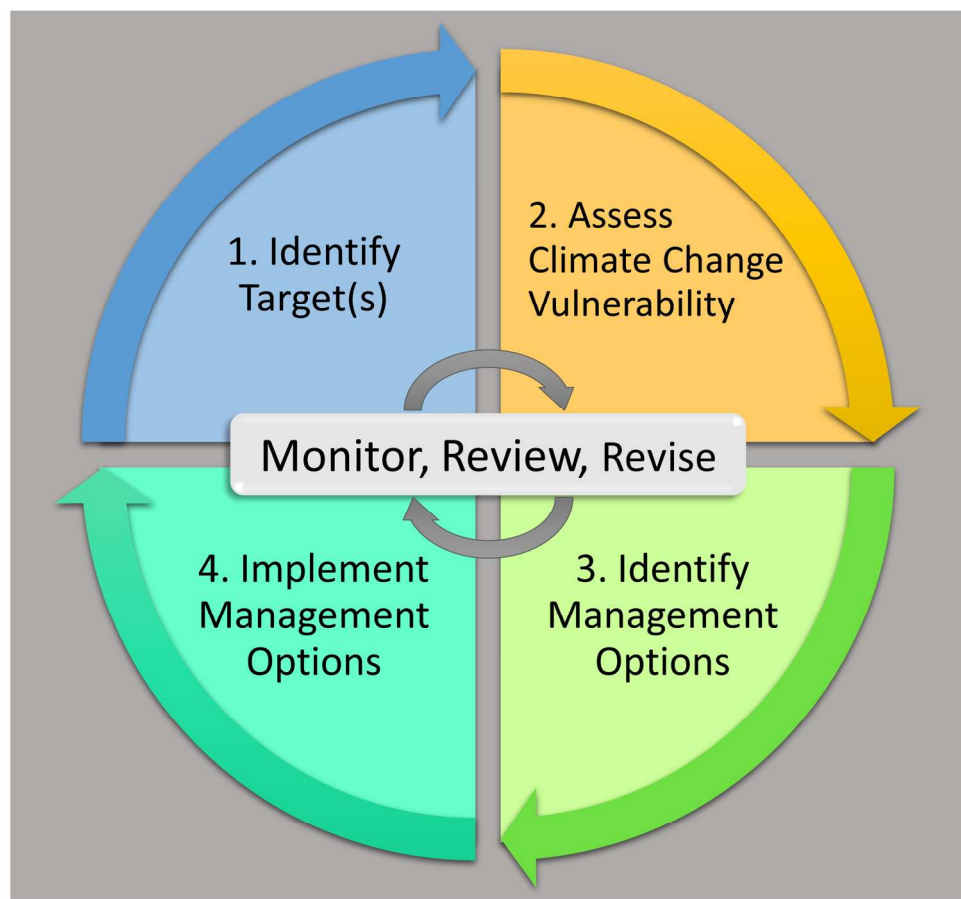 1. Identify
Target(s)
2. Assess
Climate Change
Vulnerability
Monitor, Review, Revise
4. Implement
Management
Options
3. Identify
Management
Options